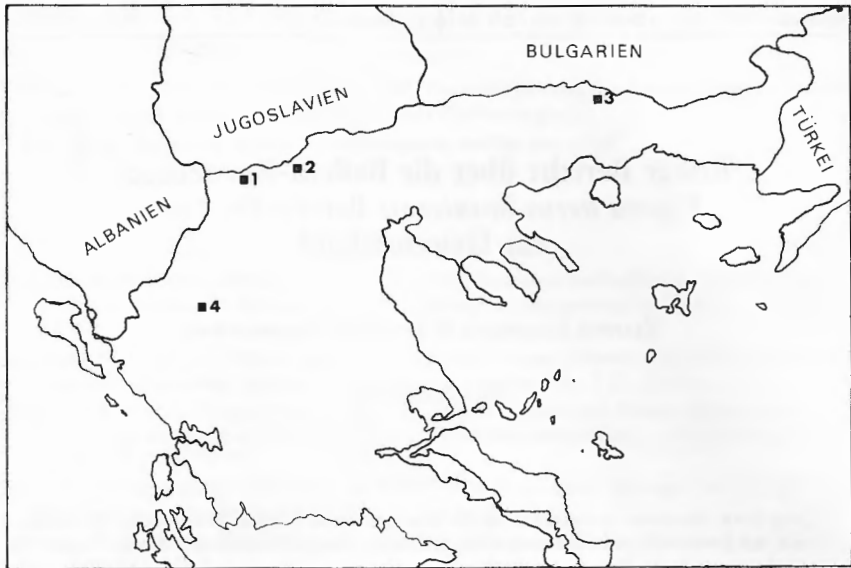 BULGARIEN
JUGOSLAVIEN
TÜRKEI
ALBANIEN
3
2
1
4